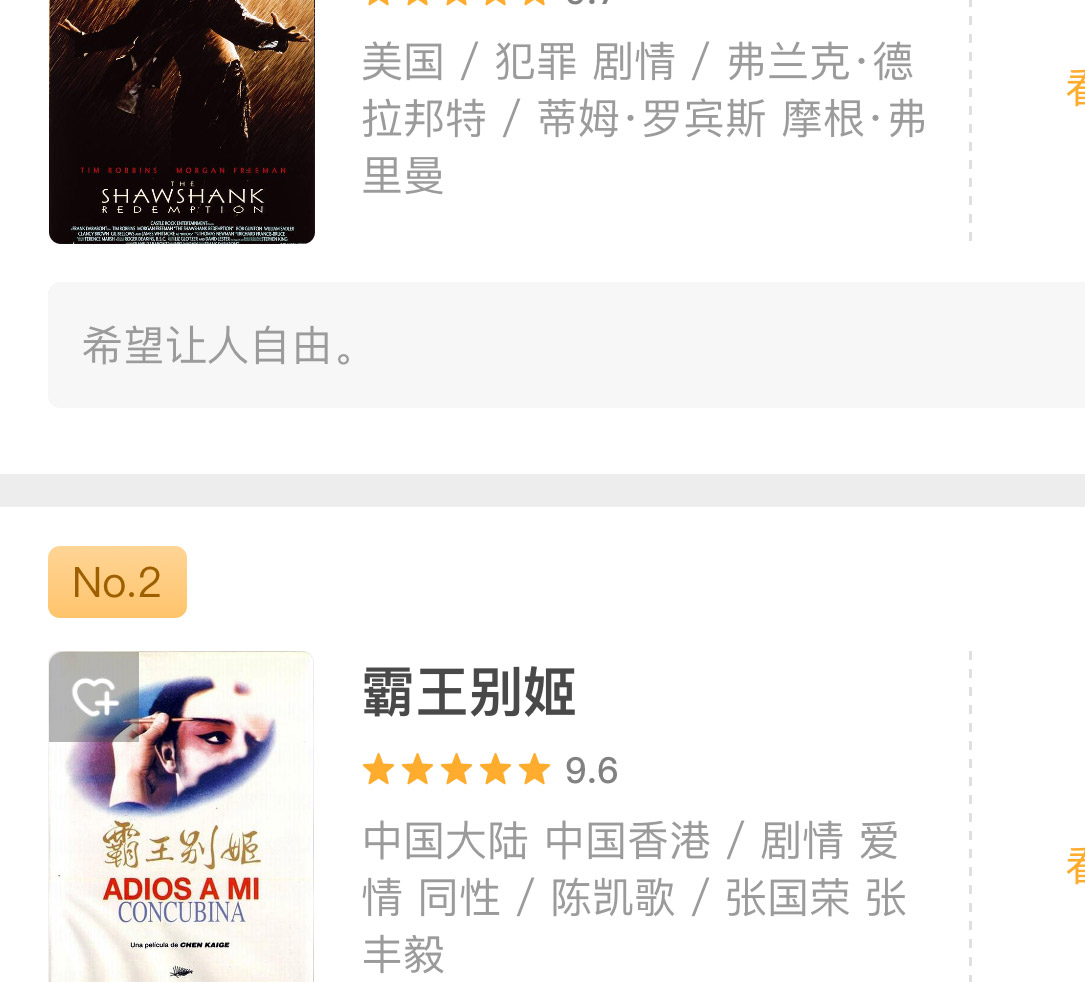 美国 / 犯罪 剧情 / 弗兰克·德
拉邦特 / 蒂姆·罗宾斯 摩根·弗
里曼
TIM ROBBINS MORGAN FREEMAN
THE
SHAWSHANK
REDEMPTION
希望让人自由。
No.2
霸王别姬
9.6
中国大陆 中国香港 / 剧情 爱
情 同性 / 陈凯歌 / 张国荣 张
丰毅
霸王别姬
ADIOS A MI
CONCUBINA
Una película de CHEN KAIGE